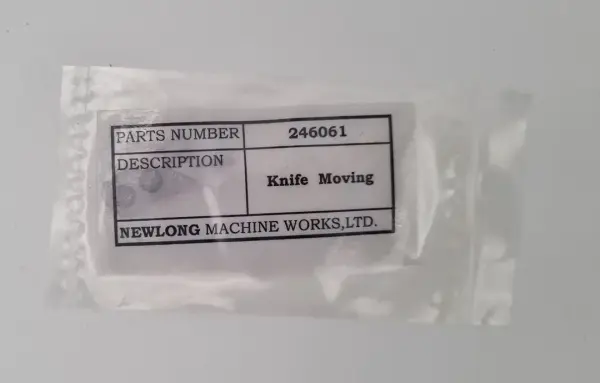 PARTS NUMBER 246061
DESCRIPTION Knife Moving
NEWLONG MACHINE WORKS,LTD.